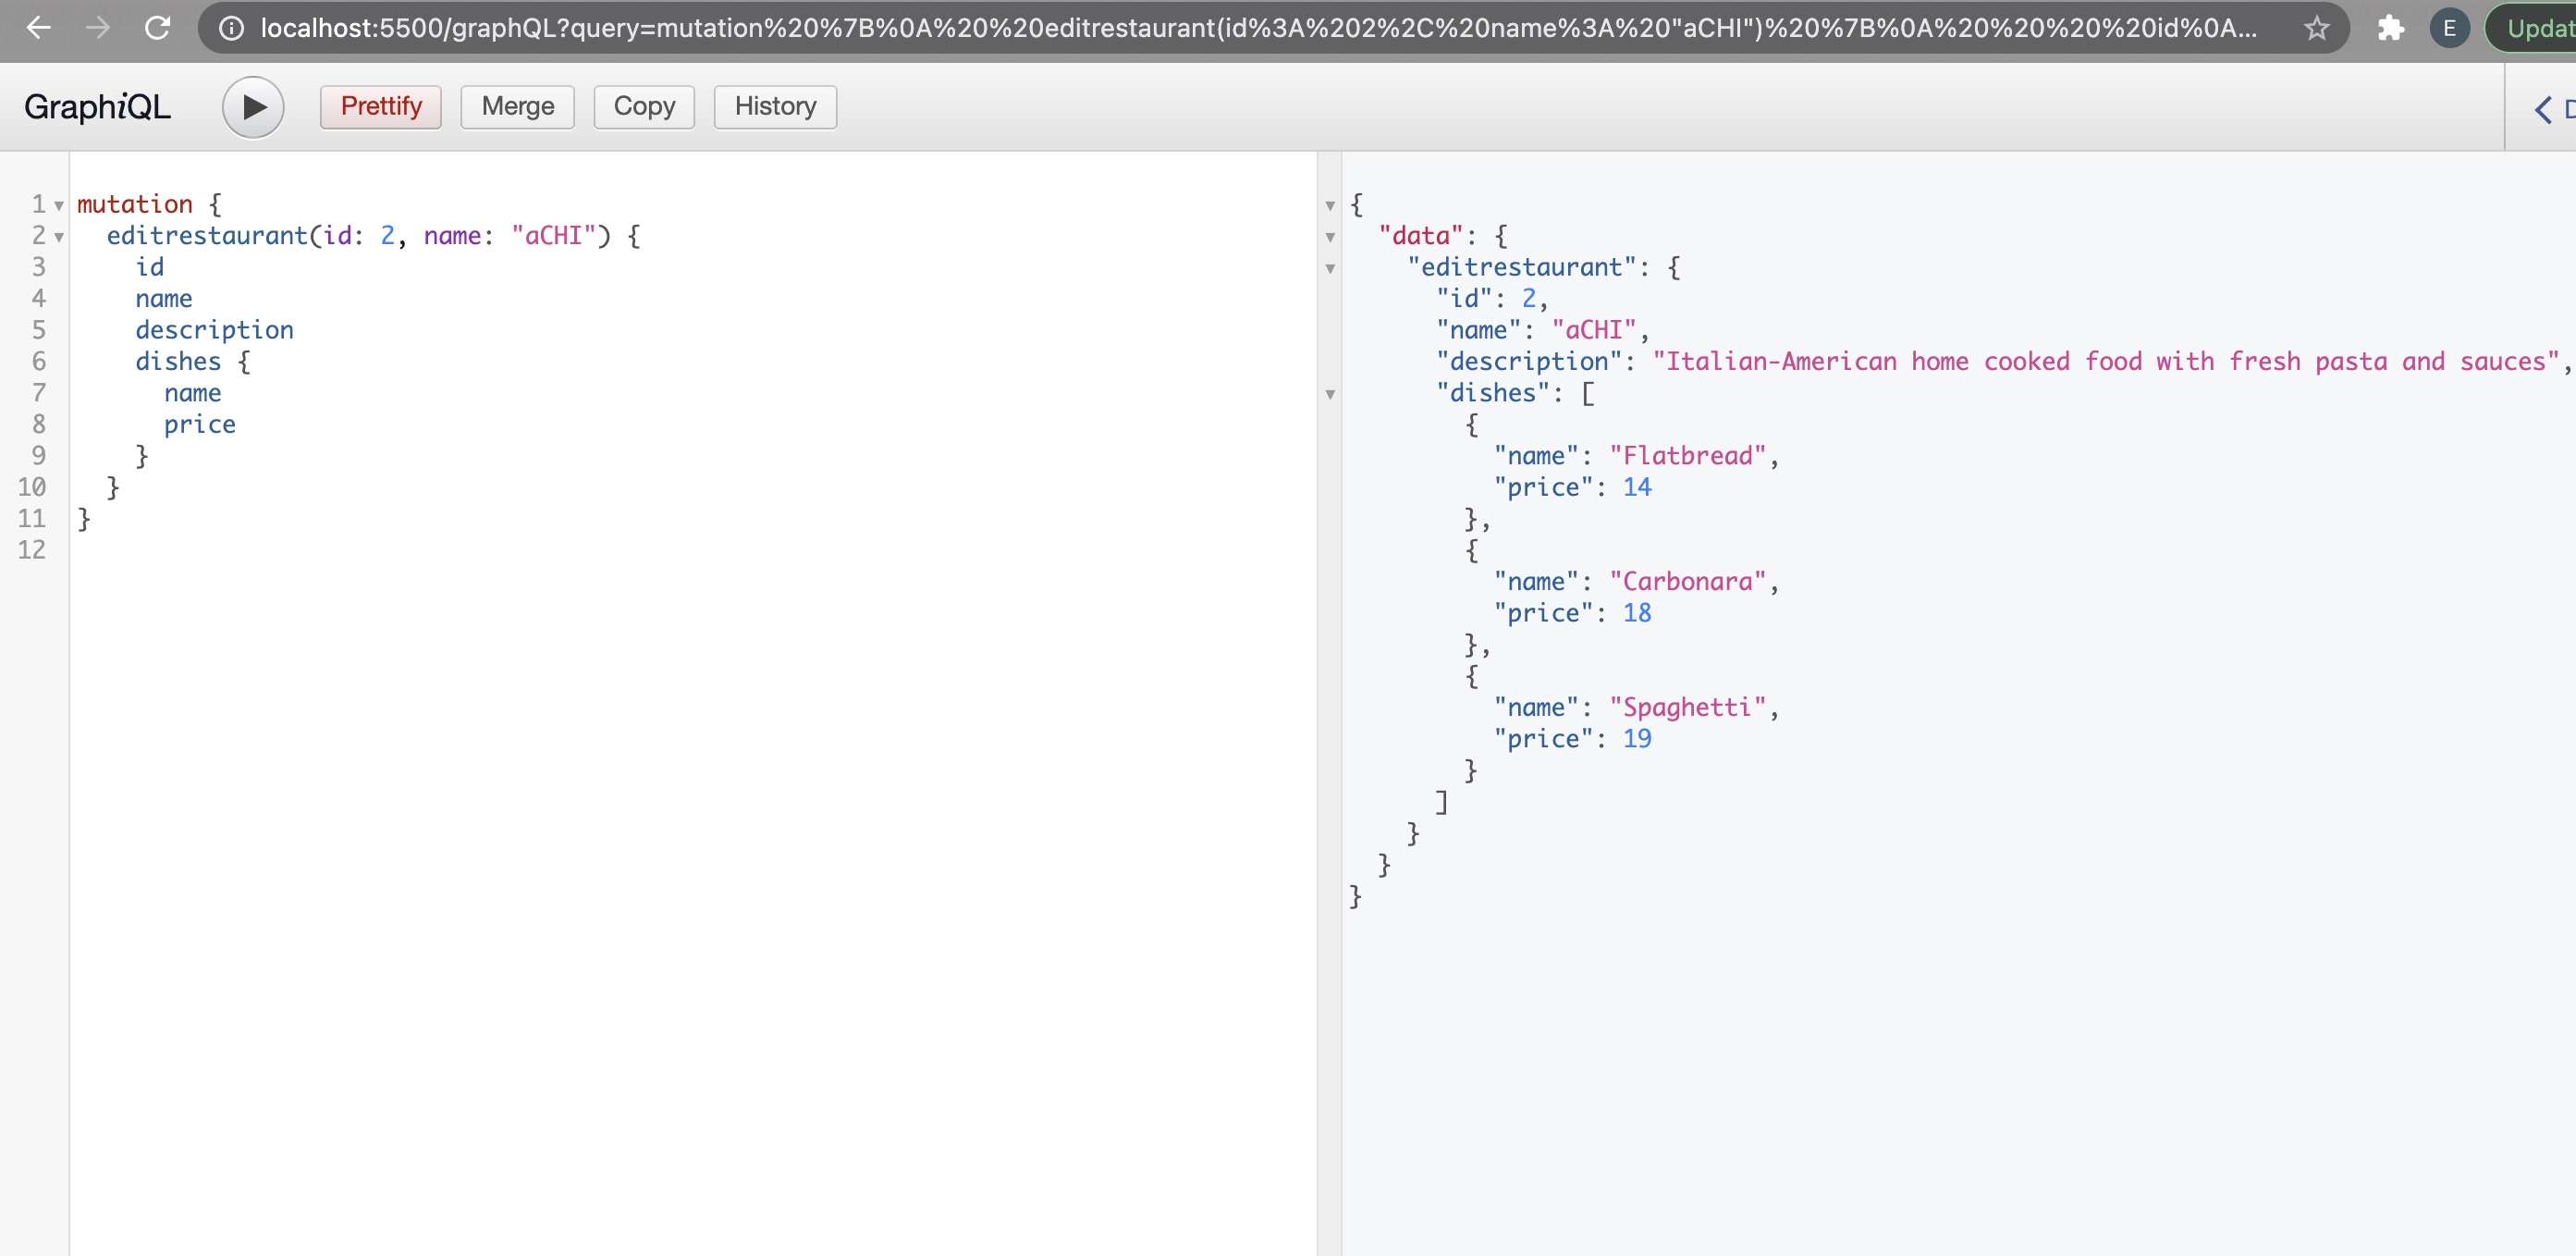 localhost:5500/graphQL?query=mutation%20%7B%0A%20%20editrestaurant(id%3A%202%2C%20name%3A%20"aCHI")%20%7B%0A%20%20%20%20id%0A...
E
Updat
GraphiQL
Prettify
Merge
Copy
History
D
1 mutation {
2   editrestaurant(id: 2, name: "aCHI") {
3     id
4     name
5     description
6     dishes {
7       name
8       price
9     }
10   }
11 }
12
{
  "data": {
    "editrestaurant": {
      "id": 2,
      "name": "aCHI",
      "description": "Italian-American home cooked food with fresh pasta and sauces",
      "dishes": [
        {
          "name": "Flatbread",
          "price": 14
        },
        {
          "name": "Carbonara",
          "price": 18
        },
        {
          "name": "Spaghetti",
          "price": 19
        }
      ]
    }
  }
}